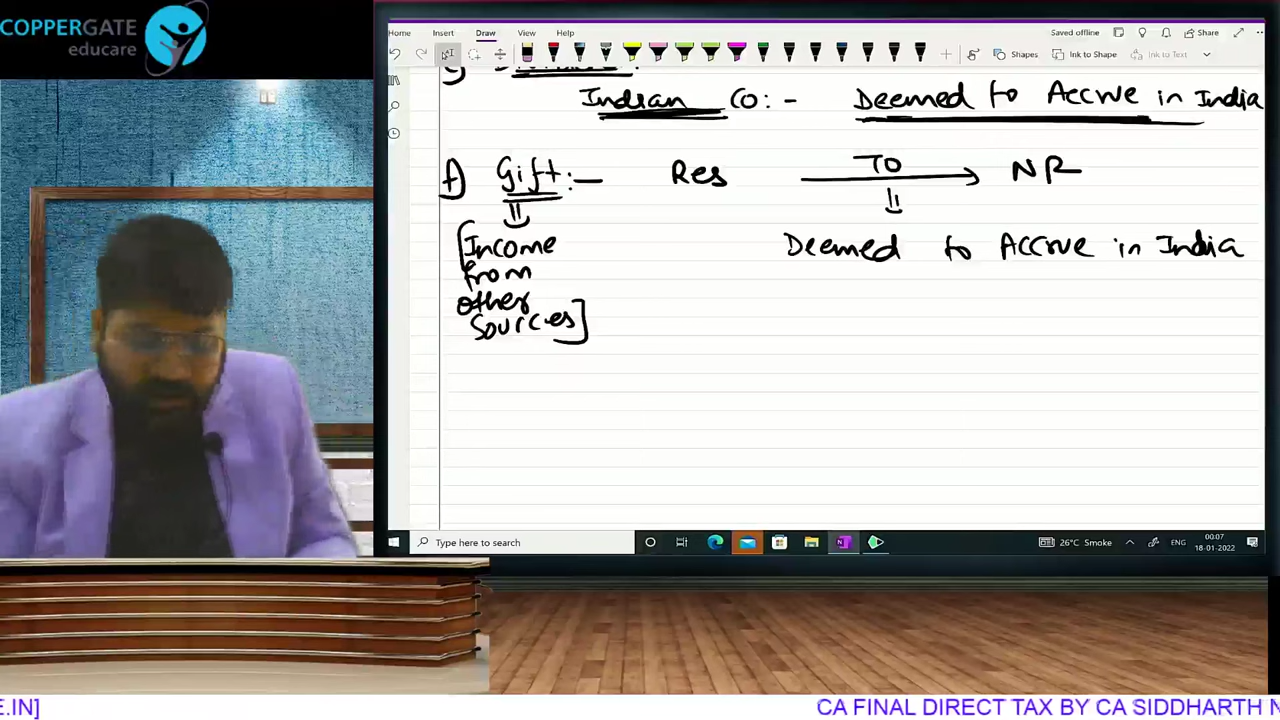 COPPERGATE
educare
Home Insert Draw View Help
Saved offline
Share
Shapes
Ink to Shape
Ink to Text
Indian Co:- Deemed to Accrue in India
f) Gift:- Res TO NR
[Income from other sources]
Deemed to Accrue in India
Type here to search
26°C Smoke
ENG
00:07
18-01-2022
E.IN]
CA FINAL DIRECT TAX BY CA SIDDHARTH